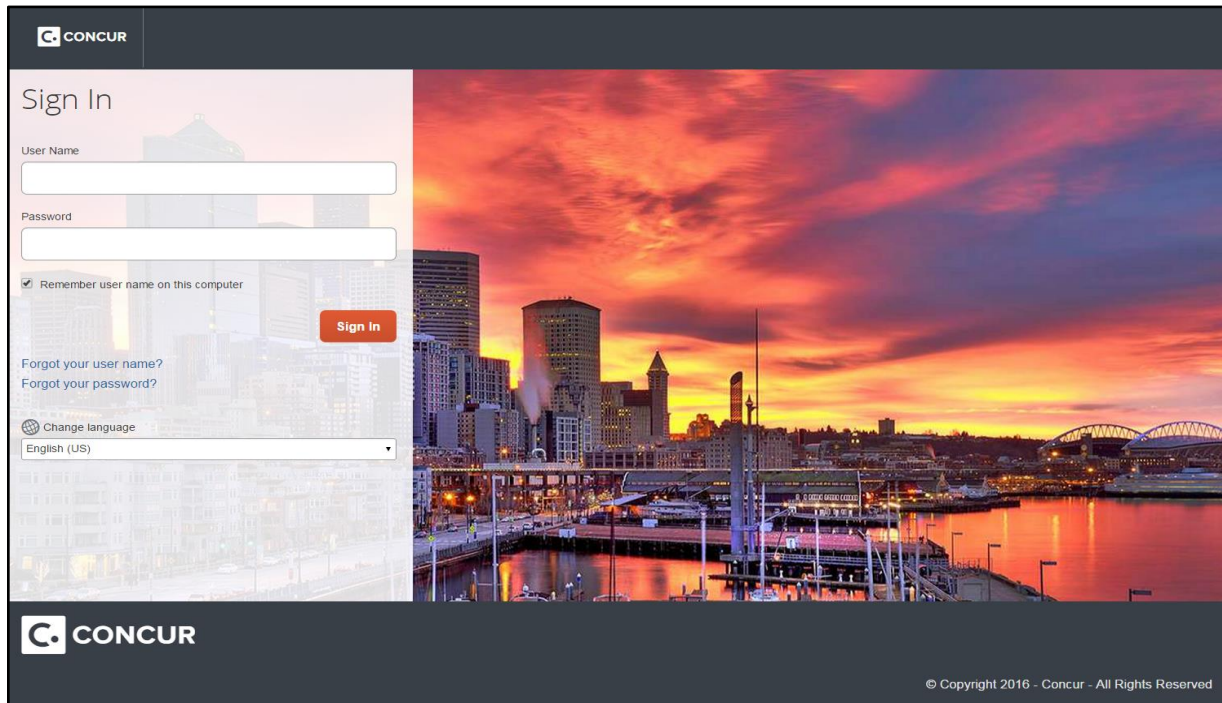 C. CONCUR
Sign In
User Name
Password
Remember user name on this computer
Sign In
Forgot your user name?
Forgot your password?
Change language
English (US)
C. CONCUR
© Copyright 2016 - Concur - All Rights Reserved